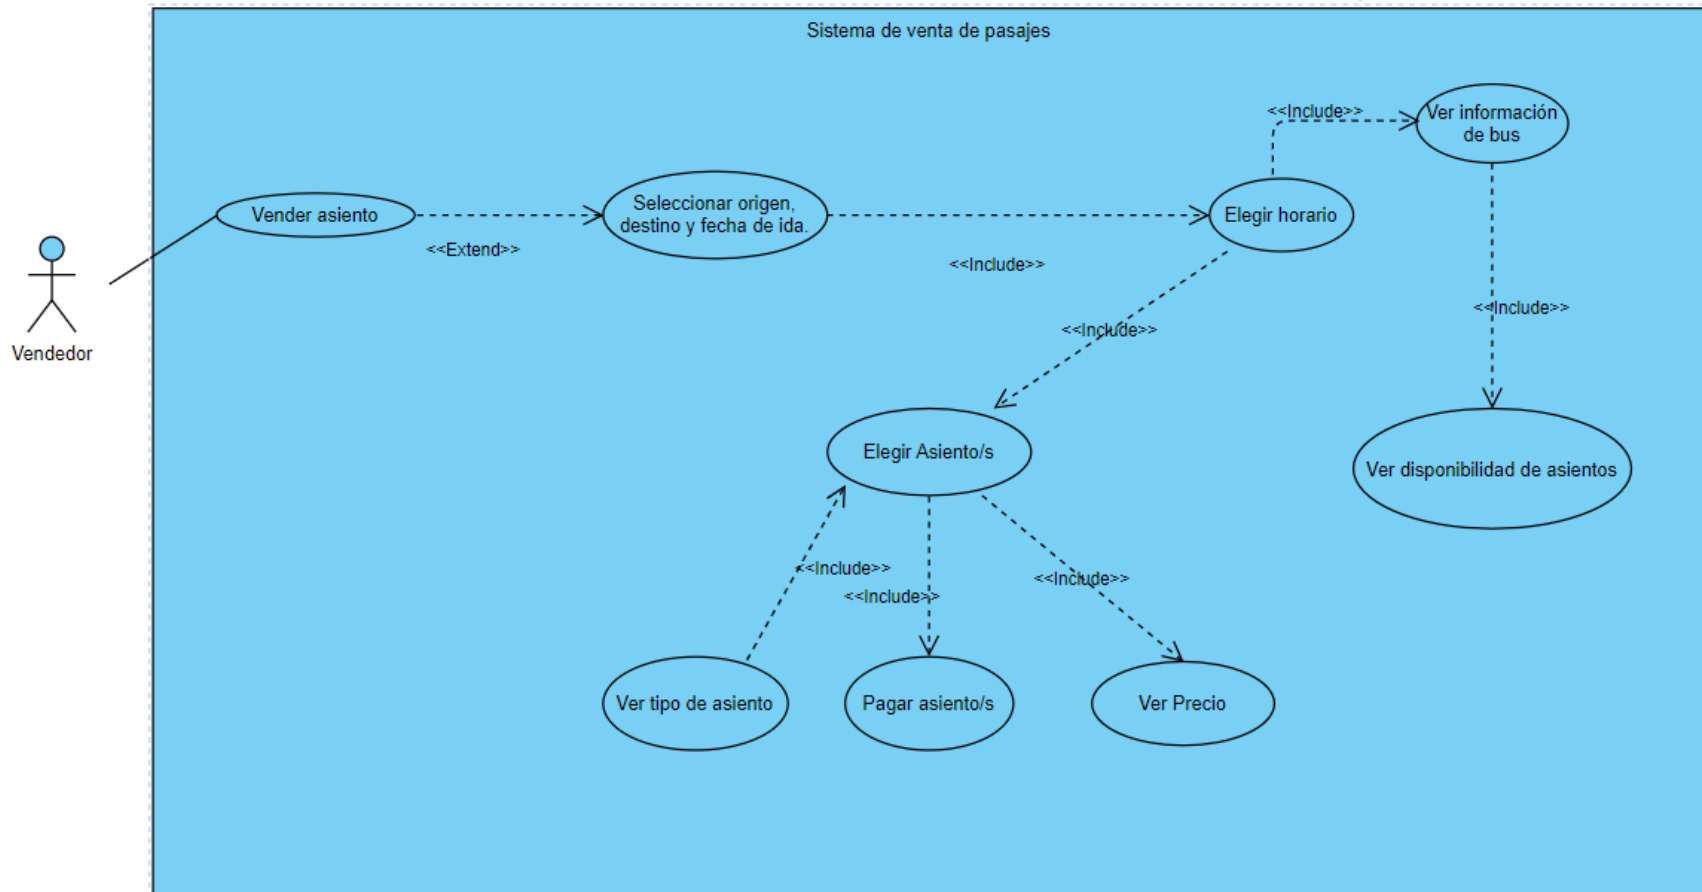 Sistema de venta de pasajes
<<Include>>
Ver información
de bus
Vender asiento
<<Extend>>
Seleccionar origen,
destino y fecha de ida.
<<Include>>
Elegir horario
<<Include>>
<<Include>>
Vendedor
Elegir Asiento/s
Ver disponibilidad de asientos
<<Include>>
<<Include>>
<<Include>>
Ver tipo de asiento
Pagar asiento/s
Ver Precio